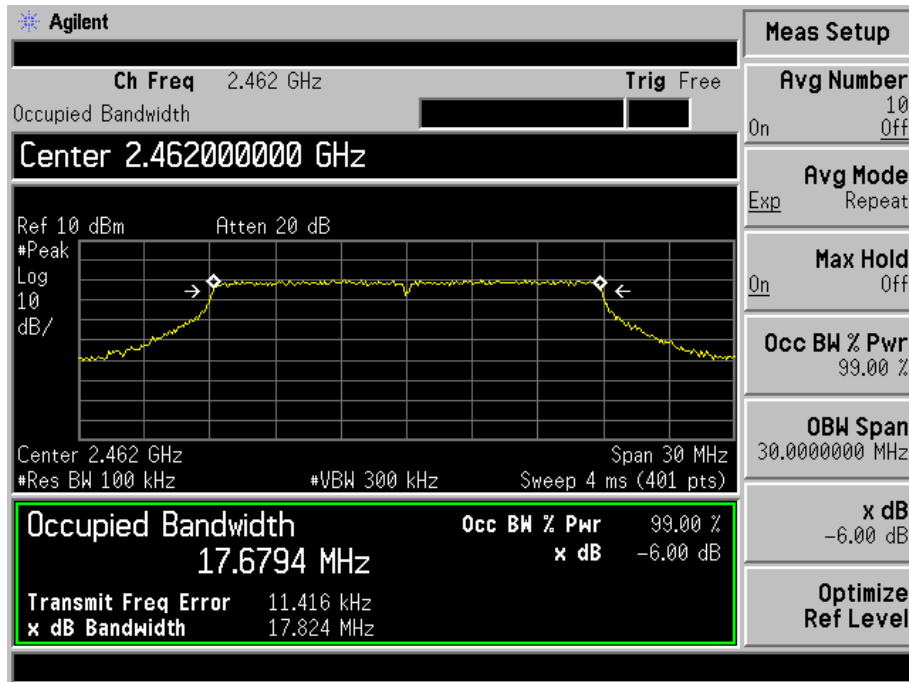 Agilent
Ch Freq 2.462 GHz Trig Free
Occupied Bandwidth
Center 2.462000000 GHz
Ref 10 dBm Atten 20 dB
#Peak
Log
10
dB/
Center 2.462 GHz Span 30 MHz
#Res BW 100 kHz #VBW 300 kHz Sweep 4 ms (401 pts)
Occupied Bandwidth
17.6794 MHz
Occ BW % Pwr 99.00 %
x dB -6.00 dB
Transmit Freq Error 11.416 kHz
x dB Bandwidth 17.824 MHz
Meas Setup
Avg Number
10
On Off
Avg Mode
Exp Repeat
Max Hold
On Off
Occ BW % Pwr
99.00 %
OBW Span
30.0000000 MHz
x dB
-6.00 dB
Optimize
Ref Level